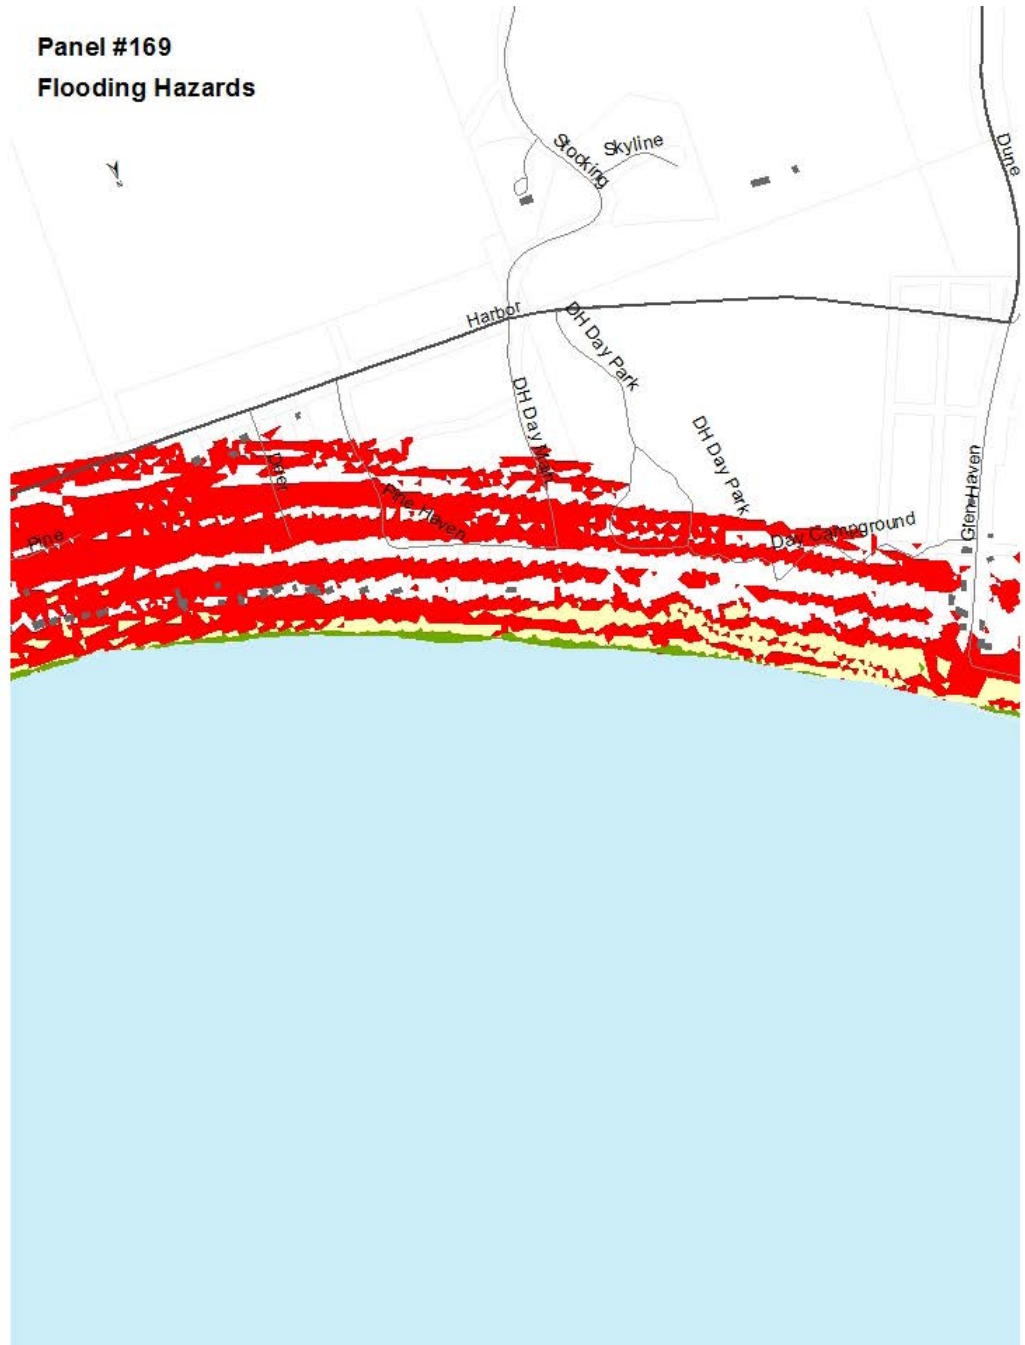 Panel #169
Flooding Hazards
Stocking
Skyline
Dune
Harbor
DH Day Park
DH Day Main
DH Day Park
Glen Haven
Day Campground
Pine Haven
Pine